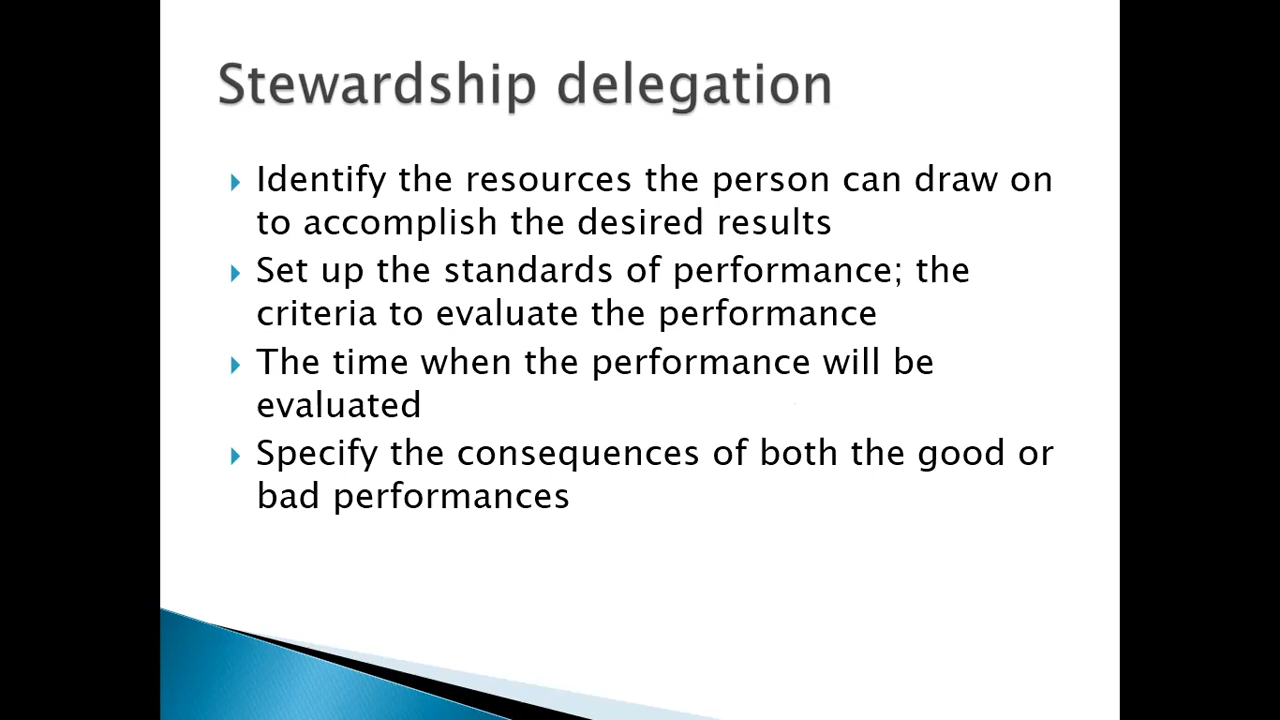 Stewardship delegation
Identify the resources the person can draw on
to accomplish the desired results
Set up the standards of performance; the
criteria to evaluate the performance
The time when the performance will be
evaluated
Specify the consequences of both the good or
bad performances